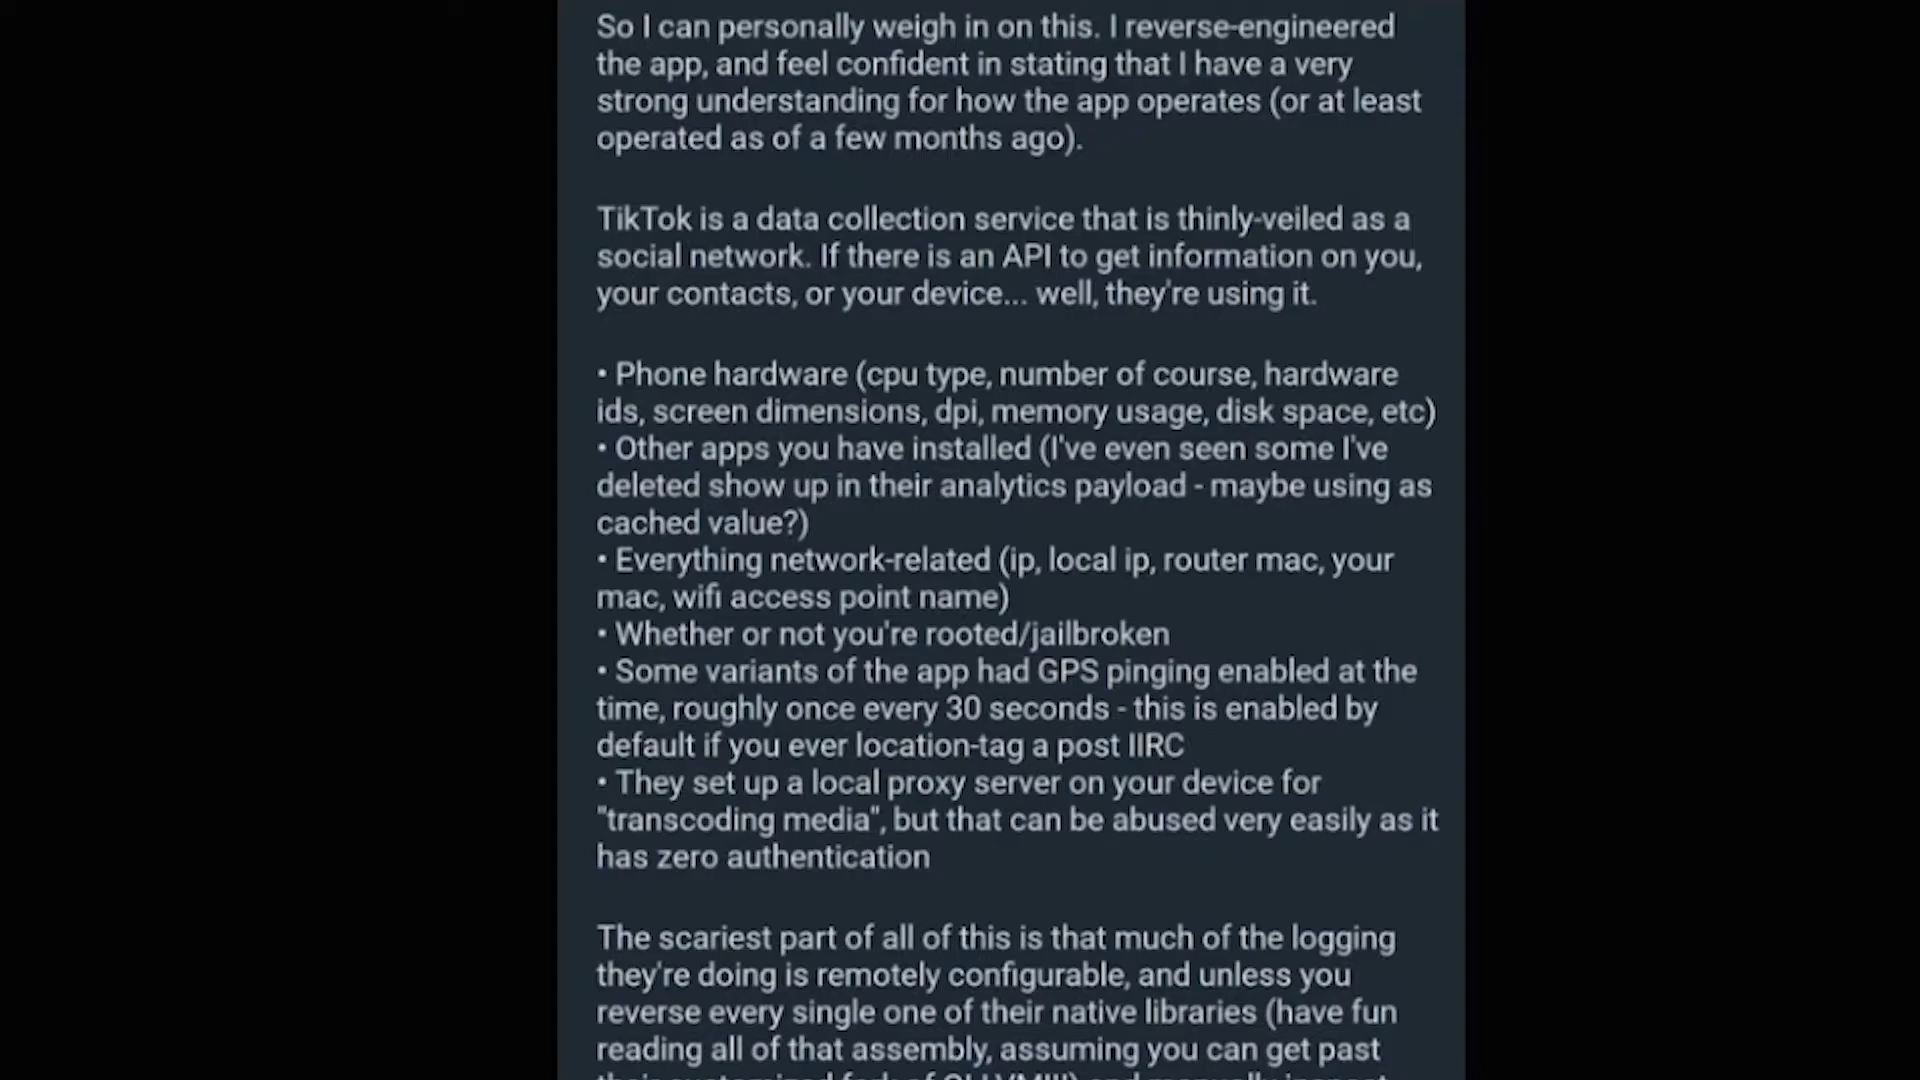 So I can personally weigh in on this. I reverse-engineered
the app, and feel confident in stating that I have a very
strong understanding for how the app operates (or at least
operated as of a few months ago).
TikTok is a data collection service that is thinly-veiled as a
social network. If there is an API to get information on you,
your contacts, or your device... well, they're using it.
• Phone hardware (cpu type, number of course, hardware
ids, screen dimensions, dpi, memory usage, disk space, etc)
• Other apps you have installed (I've even seen some I've
deleted show up in their analytics payload - maybe using as
cached value?)
• Everything network-related (ip, local ip, router mac, your
mac, wifi access point name)
• Whether or not you're rooted/jailbroken
• Some variants of the app had GPS pinging enabled at the
time, roughly once every 30 seconds - this is enabled by
default if you ever location-tag a post IIRC
• They set up a local proxy server on your device for
"transcoding media", but that can be abused very easily as it
has zero authentication
The scariest part of all of this is that much of the logging
they're doing is remotely configurable, and unless you
reverse every single one of their native libraries (have fun
reading all of that assembly, assuming you can get past